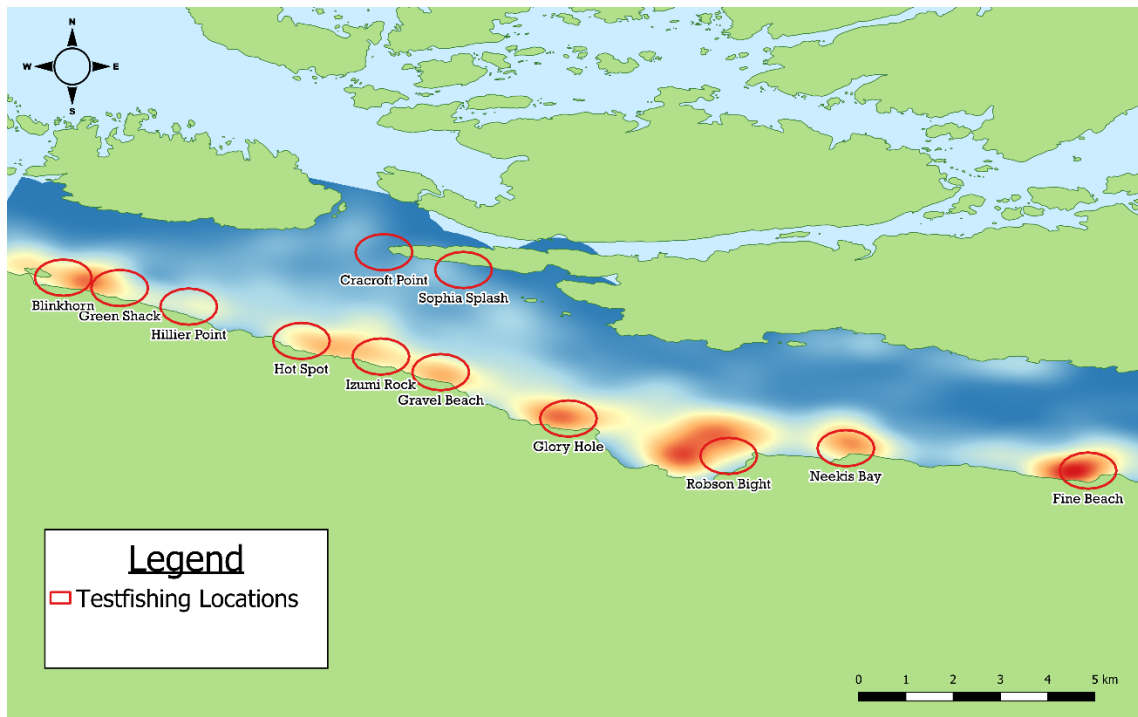 N
W E
S
Cracroft Point
Sophia Splash
Blinkhorn
Green Shack
Hillier Point
Hot Spot
Izumi Rock
Gravel Beach
Glory Hole
Robson Bight
Neekis Bay
Fine Beach
Legend
Testfishing Locations
0 1 2 3 4 5 km